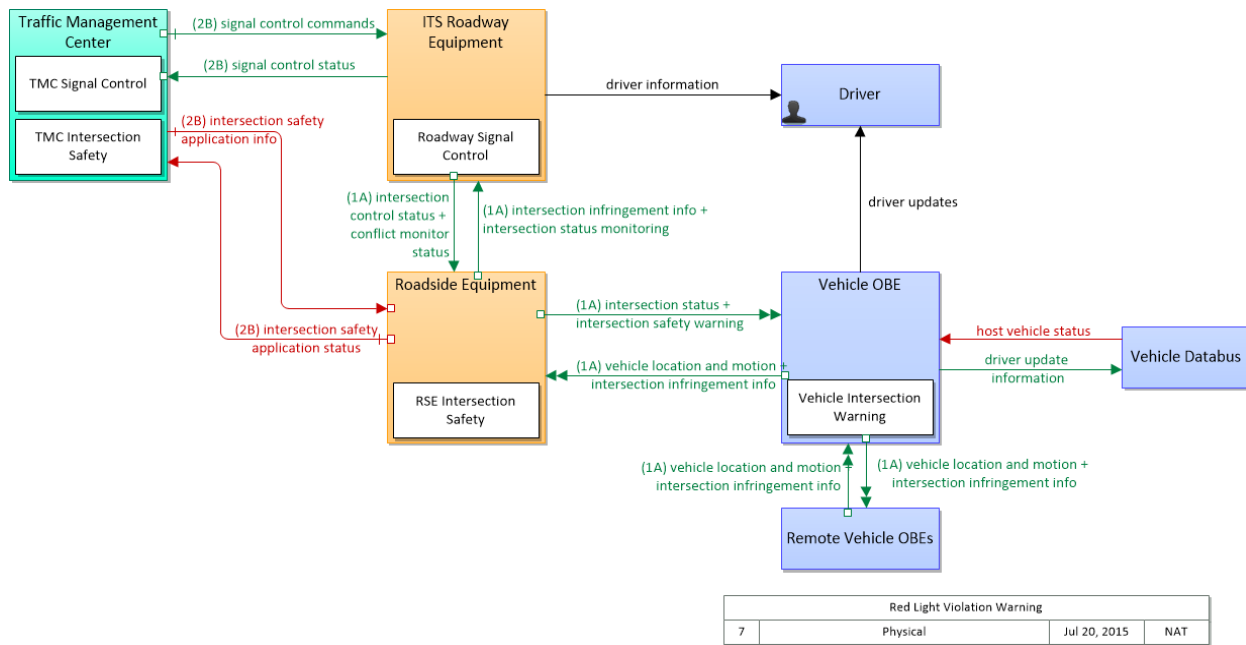 Traffic Management
Center
TMC Signal Control
TMC Intersection
Safety
(2B) signal control commands
(2B) signal control status
(2B) intersection safety
application info
ITS Roadway
Equipment
Roadway Signal
Control
driver information
Driver
driver updates
(1A) intersection
control status +
conflict monitor
status
(1A) intersection infringement info +
intersection status monitoring
Roadside Equipment
RSE Intersection
Safety
(2B) intersection safety
application status
(1A) intersection status +
intersection safety warning
(1A) vehicle location and motion +
intersection infringement info
Vehicle OBE
Vehicle Intersection
Warning
host vehicle status
driver update
information
Vehicle Databus
(1A) vehicle location and motion +
intersection infringement info
(1A) vehicle location and motion +
intersection infringement info
Remote Vehicle OBEs
Red Light Violation Warning
7 Physical Jul 20, 2015 NAT